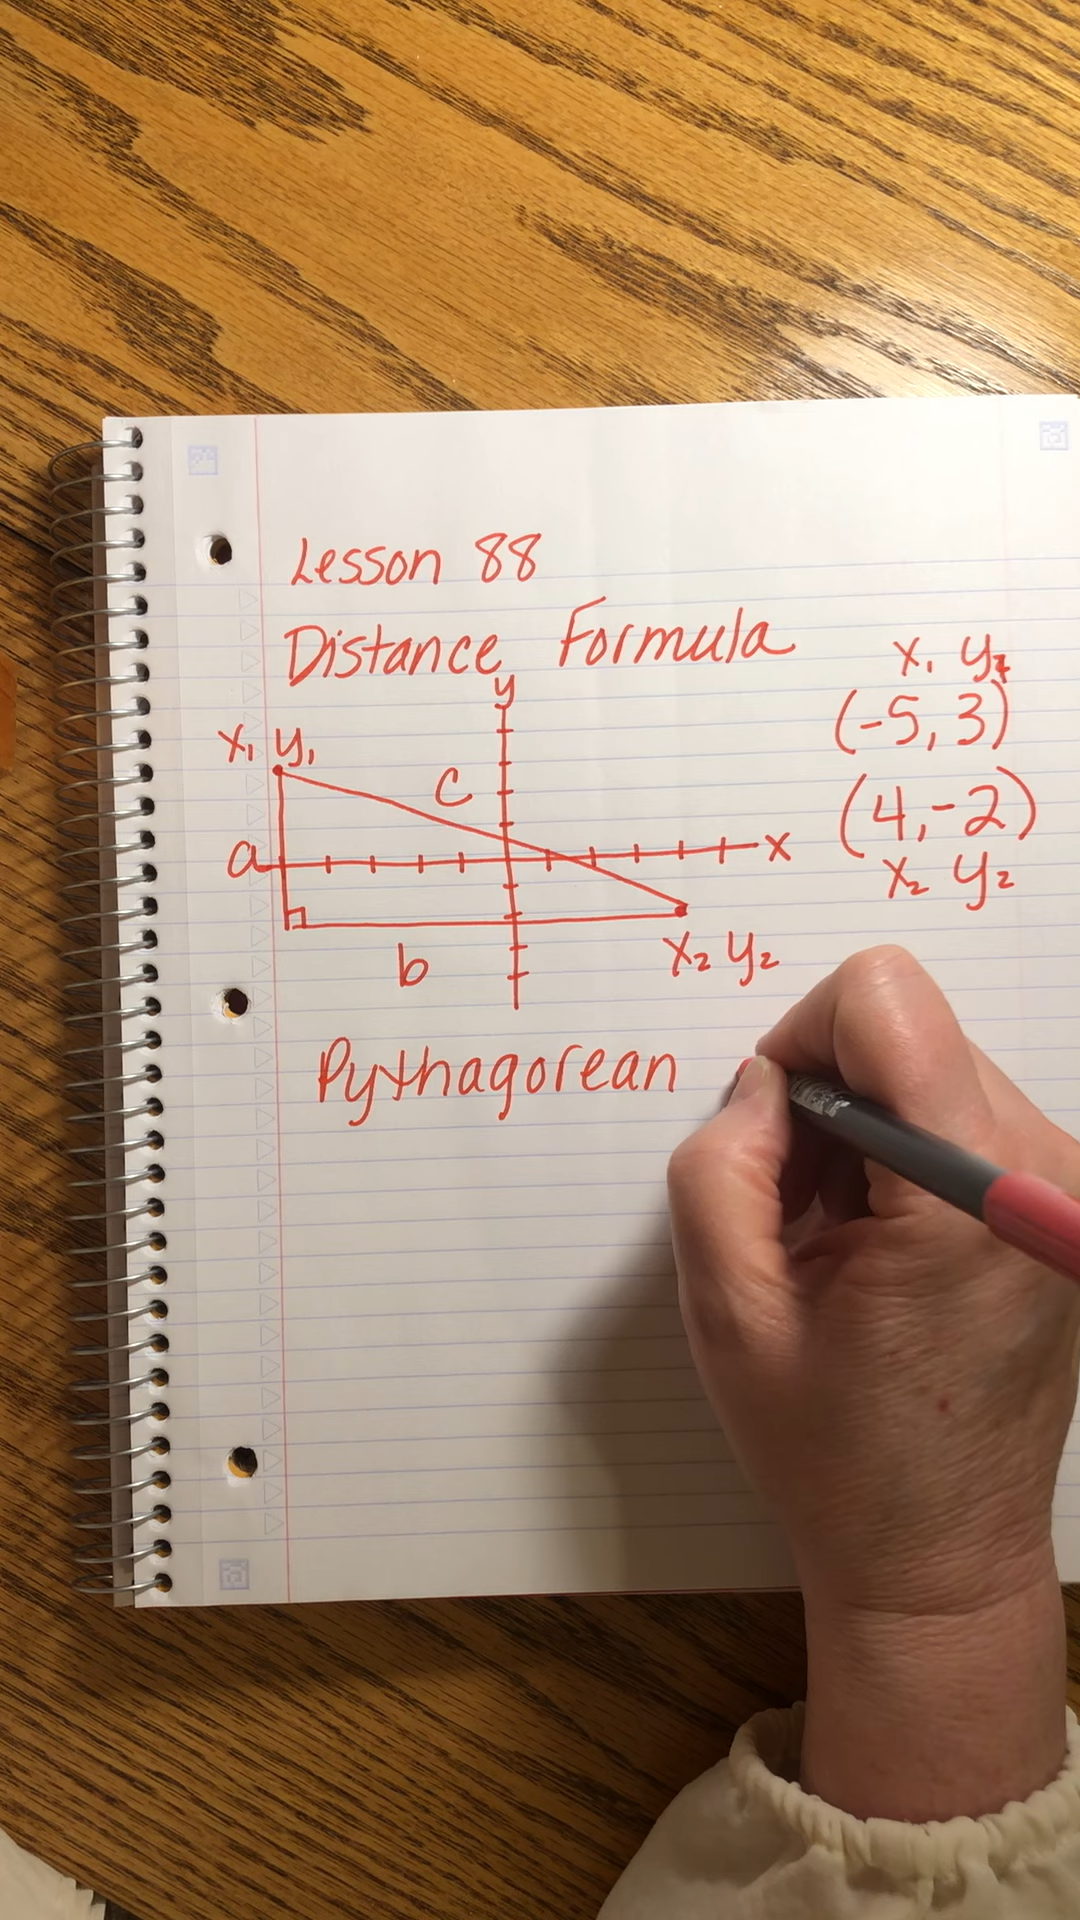 Lesson 88
Distance Formula
x₁ y₁
(-5, 3)
(4, -2)
x₂ y₂
y
x₁ y₁
c
a
x
b
x₂ y₂
Pythagorean